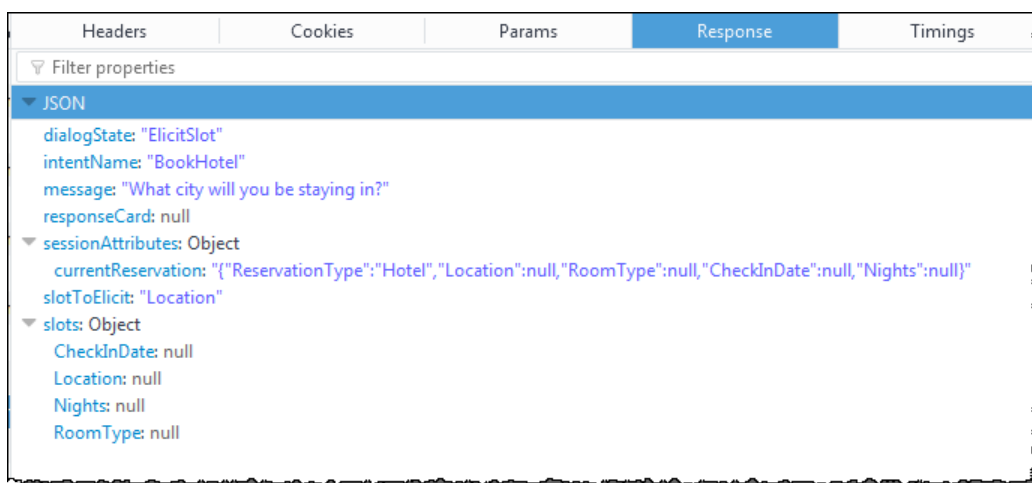 Headers Cookies Params Response Timings
Filter properties
JSON
dialogState: "ElicitSlot"
intentName: "BookHotel"
message: "What city will you be staying in?"
responseCard: null
sessionAttributes: Object
currentReservation: "{"ReservationType":"Hotel","Location":null,"RoomType":null,"CheckInDate":null,"Nights":null}"
slotToElicit: "Location"
slots: Object
CheckInDate: null
Location: null
Nights: null
RoomType: null